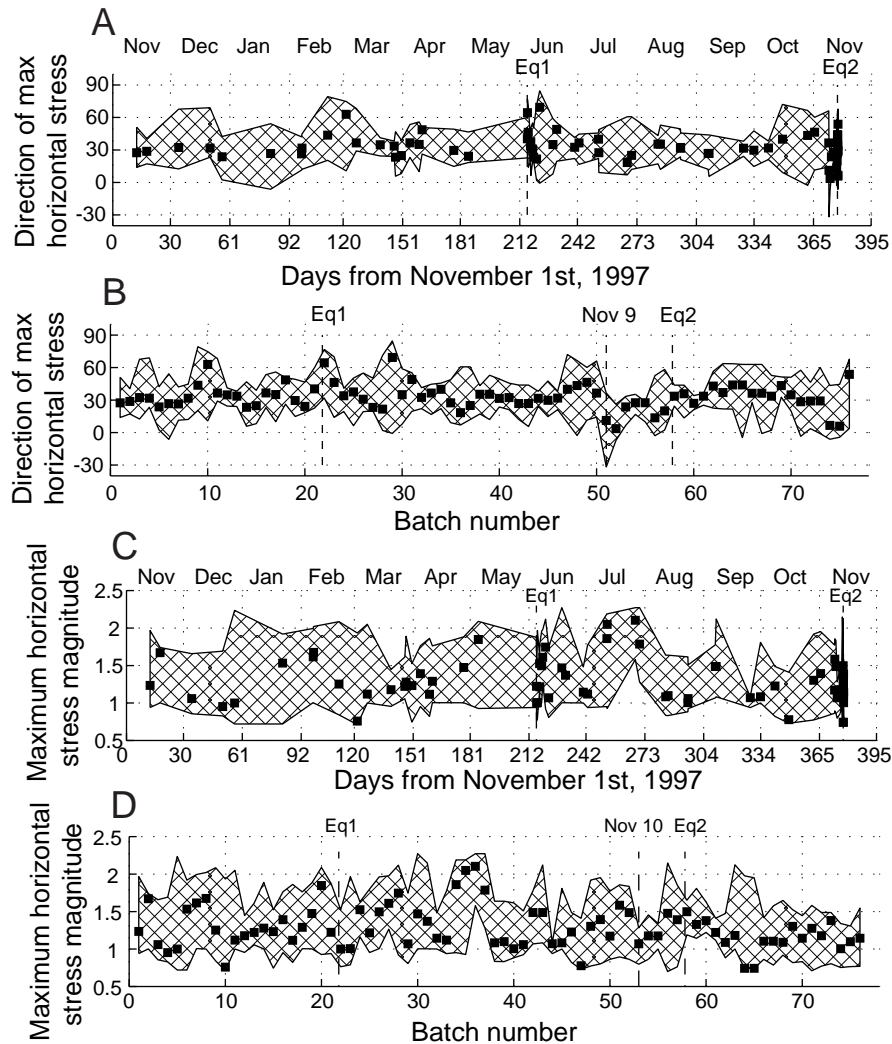 A
Nov Dec Jan Feb Mar Apr May Jun Jul Aug Sep Oct Nov
Eq1 Eq2
90
60
30
0
-30
Direction of max
horizontal stress
0 30 61 92 120 151 181 212 242 273 304 334 365 395
Days from November 1st, 1997
B
Eq1 Nov 9 Eq2
90
60
30
0
-30
Direction of max
horizontal stress
0 10 20 30 40 50 60 70
Batch number
C
Nov Dec Jan Feb Mar Apr May Jun Jul Aug Sep Oct Nov
Eq1 Eq2
2.5
2
1.5
1
0.5
Maximum horizontal
stress magnitude
0 30 61 92 120 151 181 212 242 273 304 334 365 395
Days from November 1st, 1997
D
Eq1 Nov 10 Eq2
2.5
2
1.5
1
0.5
Maximum horizontal
stress magnitude
0 10 20 30 40 50 60 70
Batch number